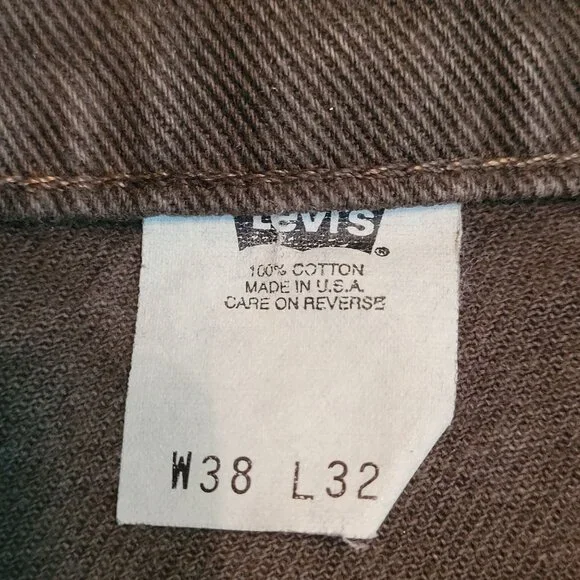 Levi's
®
100% COTTON
MADE IN U.S.A.
CARE ON REVERSE
W38 L32